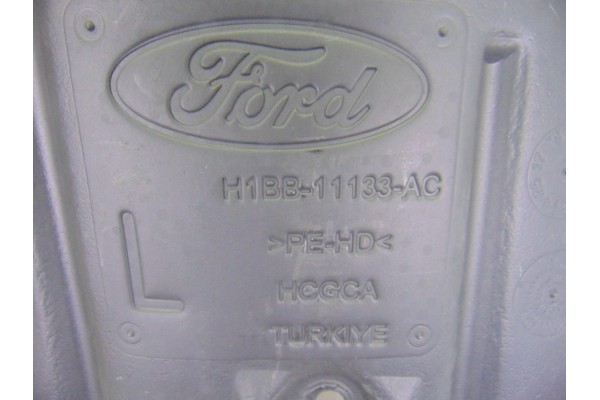 Ford
H1BB-11133-AC
>PE-HD<
L
HCGCA
TURKIYE